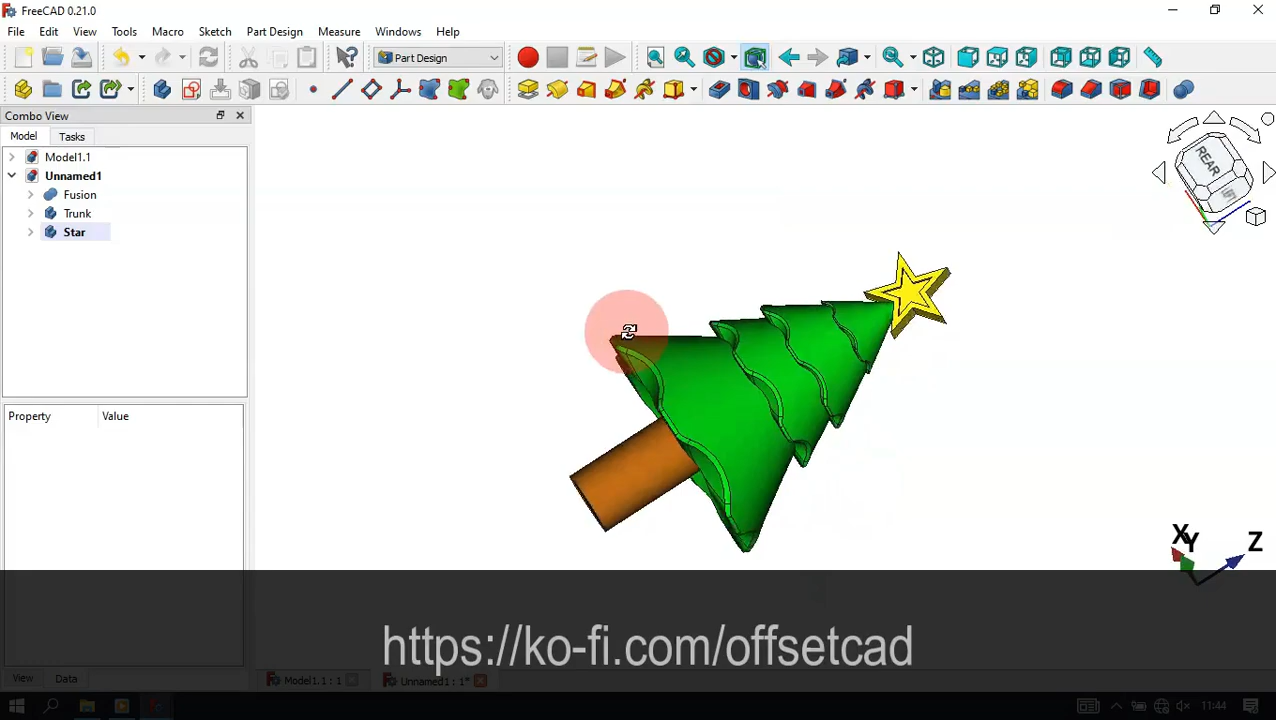 FreeCAD 0.21.0
File Edit View Tools Macro Sketch Part Design Measure Windows Help
Part Design
Combo View
Model Tasks
Model1.1
Unnamed1
Fusion
Trunk
Star
Property Value
REAR
X
Y
Z
https://ko-fi.com/offsetcad
View Data
Model1.1 : 1
Unnamed1 : 1*
11:44